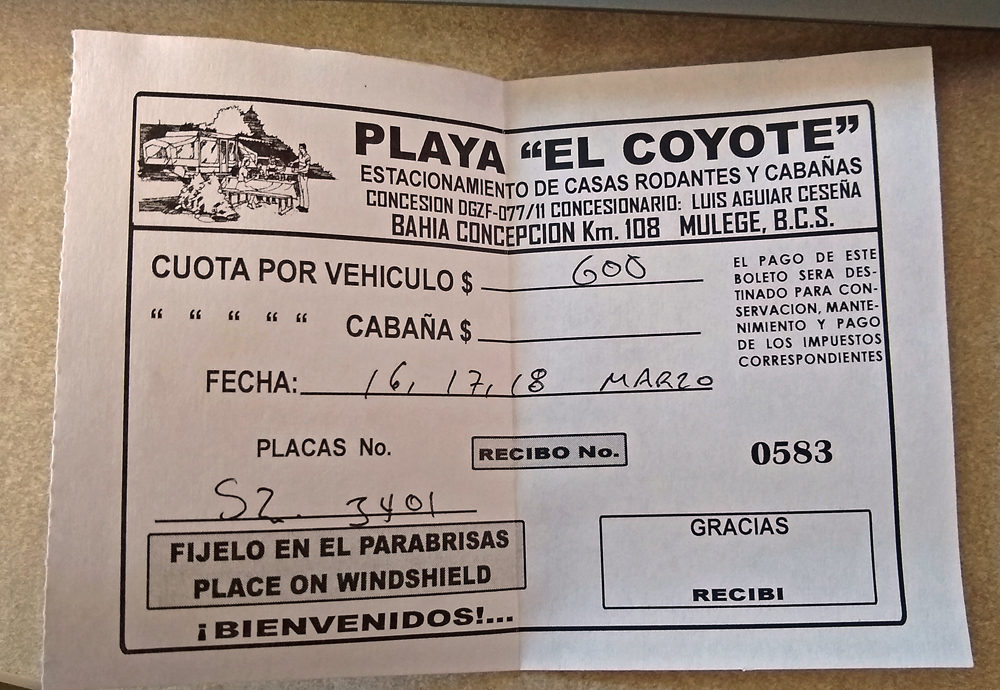 PLAYA “EL COYOTE”
ESTACIONAMIENTO DE CASAS RODANTES Y CABAÑAS
CONCESION DGZF-077/11 CONCESIONARIO: LUIS AGUIAR CESEÑA
BAHIA CONCEPCION Km. 108 MULEGE, B.C.S.
CUOTA POR VEHICULO $ 600
“ “ “ “ “ CABAÑA $
EL PAGO DE ESTE
BOLETO SERA DES-
TINADO PARA CON-
SERVACION, MANTE-
NIMIENTO Y PAGO
DE LOS IMPUESTOS
CORRESPONDIENTES
FECHA: 16, 17, 18 MARZO
PLACAS No. RECIBO No. 0583
SZ. 3401
FIJELO EN EL PARABRISAS
PLACE ON WINDSHIELD
¡BIENVENIDOS!...
GRACIAS
RECIBI